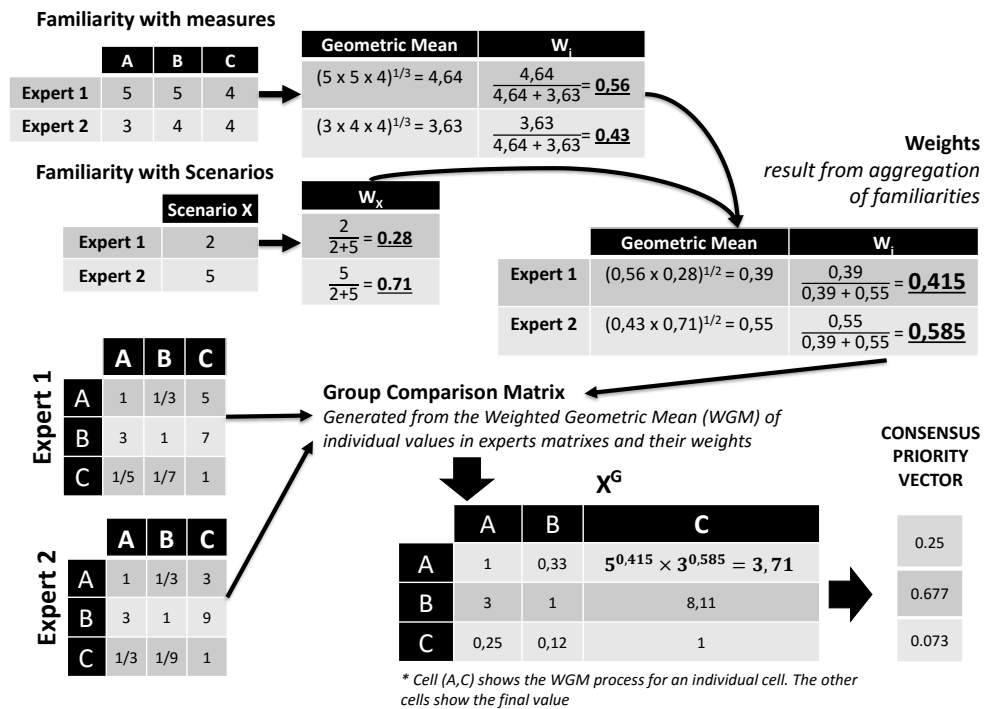 Familiarity with measures
A B C
Expert 1 5 5 4
Expert 2 3 4 4
Geometric Mean Wi
(5 x 5 x 4)1/3 = 4,64 4,64 / 4,64 + 3,63 = 0,56
(3 x 4 x 4)1/3 = 3,63 3,63 / 4,64 + 3,63 = 0,43
Familiarity with Scenarios
Scenario X
Expert 1 2
Expert 2 5
WX
2 / 2+5 = 0.28
5 / 2+5 = 0.71
Weights
result from aggregation
of familiarities
Geometric Mean Wi
Expert 1 (0,56 x 0,28)1/2 = 0,39 0,39 / 0,39 + 0,55 = 0,415
Expert 2 (0,43 x 0,71)1/2 = 0,55 0,55 / 0,39 + 0,55 = 0,585
Expert 1
A B C
A 1 1/3 5
B 3 1 7
C 1/5 1/7 1
Expert 2
A B C
A 1 1/3 3
B 3 1 9
C 1/3 1/9 1
Group Comparison Matrix
Generated from the Weighted Geometric Mean (WGM) of
individual values in experts matrixes and their weights
XG
A B C
A 1 0,33 5^0,415 × 3^0,585 = 3,71
B 3 1 8,11
C 0,25 0,12 1
* Cell (A,C) shows the WGM process for an individual cell. The other
cells show the final value
CONSENSUS
PRIORITY
VECTOR
0.25
0.677
0.073